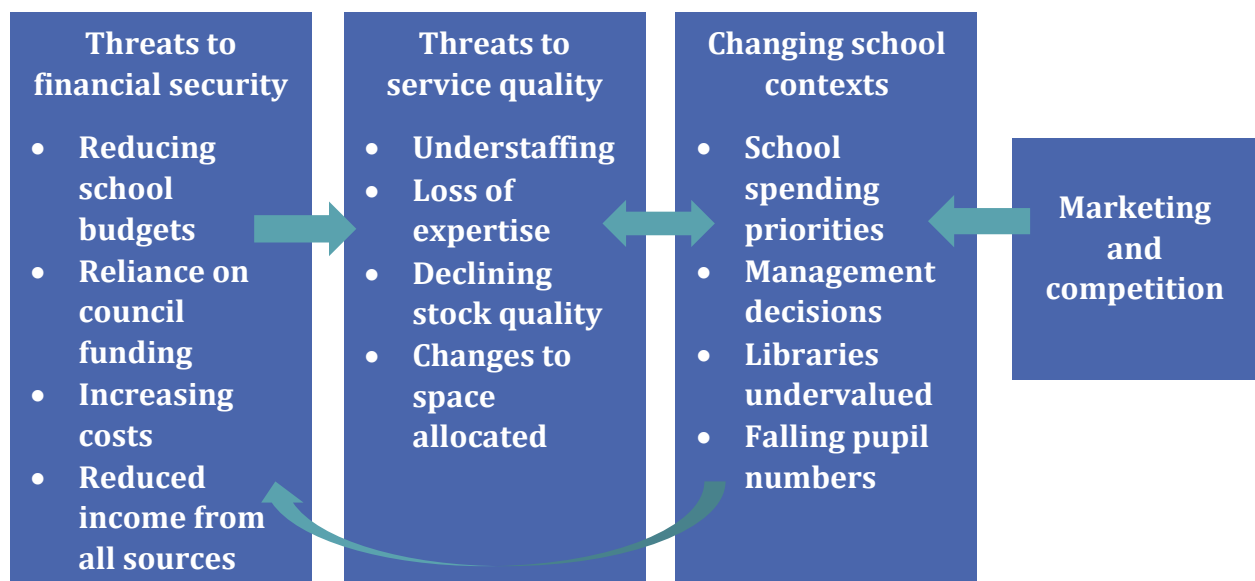 Threats to
financial security
• Reducing
school
budgets
• Reliance on
council
funding
• Increasing
costs
• Reduced
income from
all sources
Threats to
service quality
• Understaffing
• Loss of
expertise
• Declining
stock quality
• Changes to
space
allocated
Changing school
contexts
• School
spending
priorities
• Management
decisions
• Libraries
undervalued
• Falling pupil
numbers
Marketing
and
competition